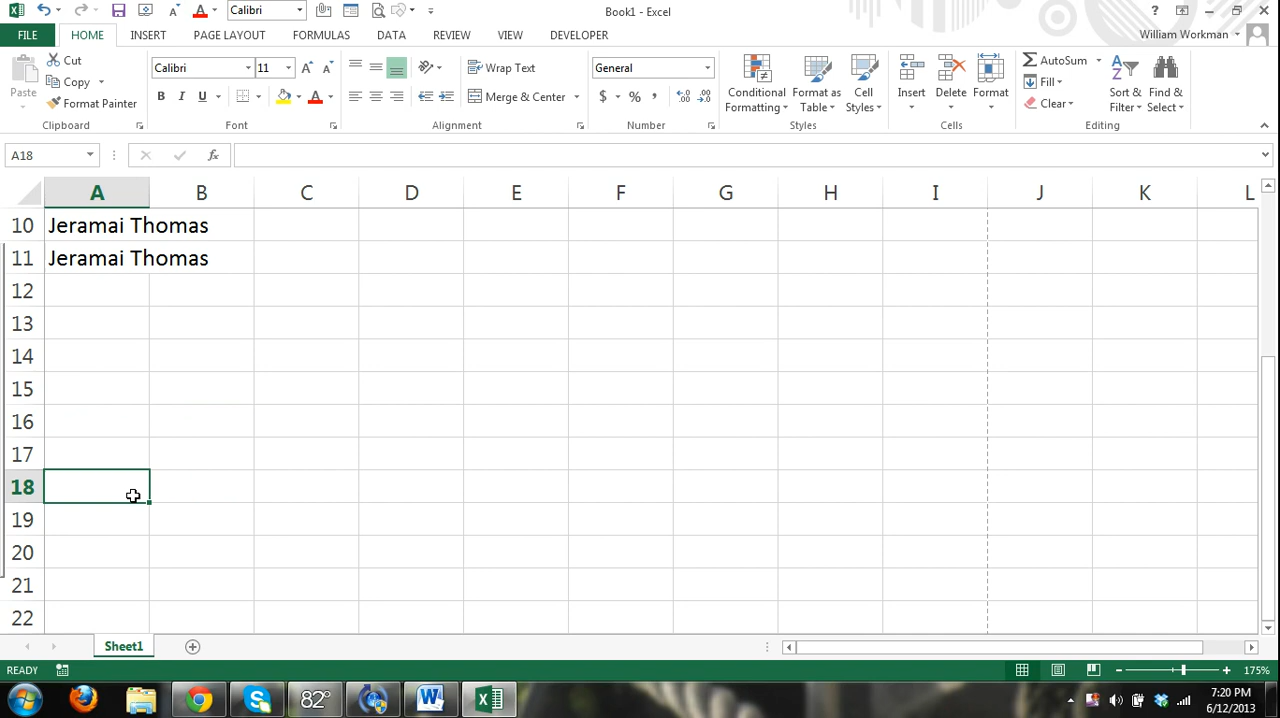 Calibri
Book1 - Excel
?
FILE HOME INSERT PAGE LAYOUT FORMULAS DATA REVIEW VIEW DEVELOPER
William Workman
Paste
Cut
Copy
Format Painter
Clipboard
Calibri 11
B I U
Font
Wrap Text
Merge & Center
Alignment
General
$ % ,
Number
Conditional Formatting
Format as Table
Cell Styles
Styles
Insert
Delete
Format
Cells
AutoSum
Fill
Clear
Sort & Filter
Find & Select
Editing
A18
fx
A B C D E F G H I J K L
10 Jeramai Thomas
11 Jeramai Thomas
12
13
14
15
16
17
18
19
20
21
22
Sheet1
READY
175%
82°
7:20 PM
6/12/2013